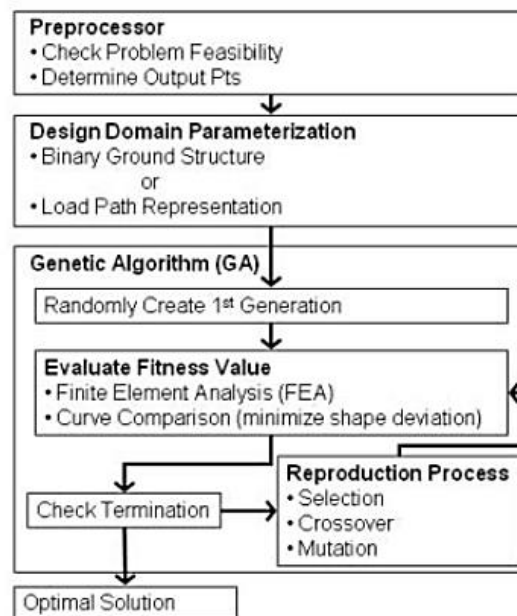 Preprocessor
• Check Problem Feasibility
• Determine Output Pts
Design Domain Parameterization
• Binary Ground Structure
or
• Load Path Representation
Genetic Algorithm (GA)
Randomly Create 1st Generation
Evaluate Fitness Value
• Finite Element Analysis (FEA)
• Curve Comparison (minimize shape deviation)
Reproduction Process
• Selection
• Crossover
• Mutation
Check Termination
Optimal Solution